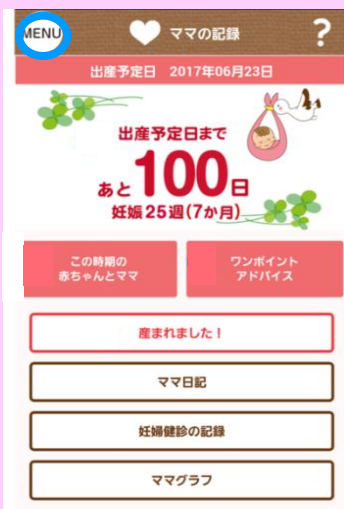 MENU
ママの記録
?
出産予定日 2017年06月23日
出産予定日まで
あと100日
妊娠25週(7か月)
この時期の
赤ちゃんとママ
ワンポイント
アドバイス
産まれました!
ママ日記
妊婦健診の記録
ママグラフ